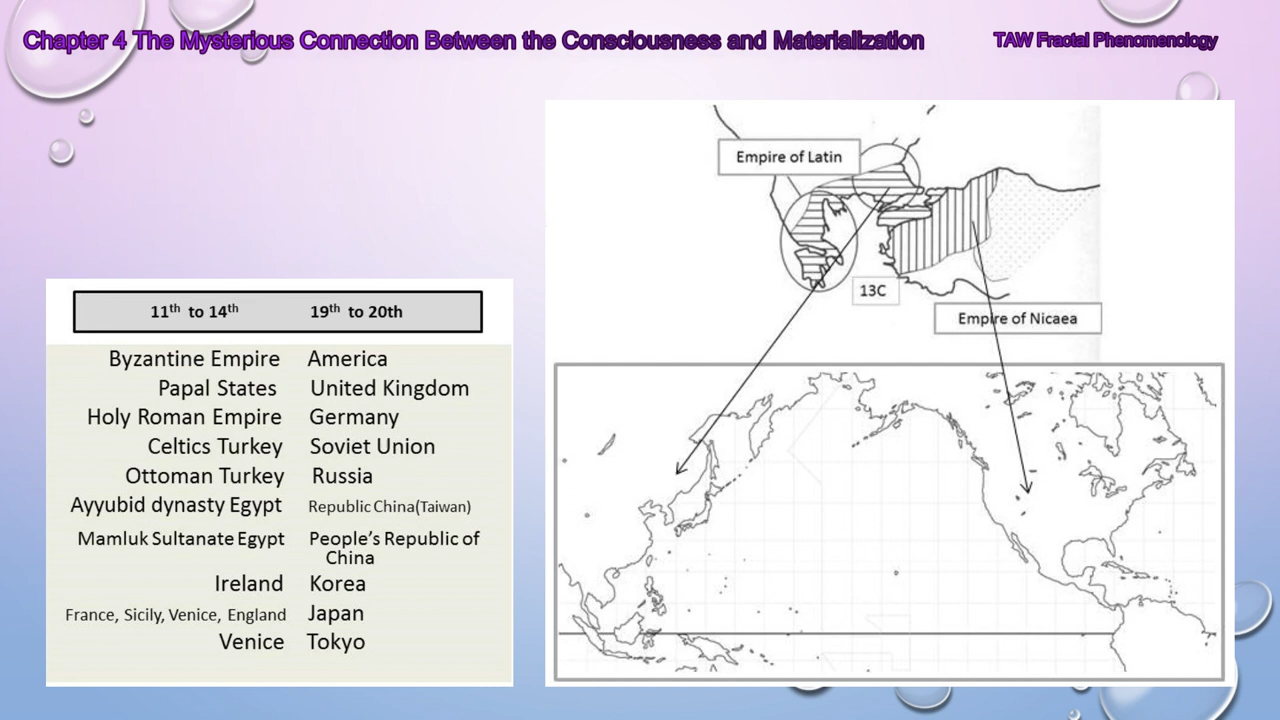 Chapter 4 The Mysterious Connection Between the Consciousness and Materialization
TAW Fractal Phenomenology
11th to 14th 19th to 20th
Byzantine Empire America
Papal States United Kingdom
Holy Roman Empire Germany
Celtics Turkey Soviet Union
Ottoman Turkey Russia
Ayyubid dynasty Egypt Republic China(Taiwan)
Mamluk Sultanate Egypt People's Republic of
China
Ireland Korea
France, Sicily, Venice, England Japan
Venice Tokyo
Empire of Latin
13C
Empire of Nicaea